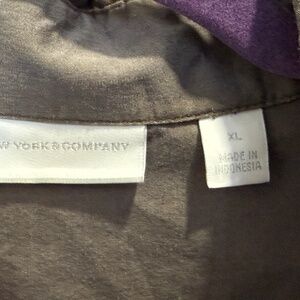 W YORK & COMPANY
XL
MADE IN
INDONESIA